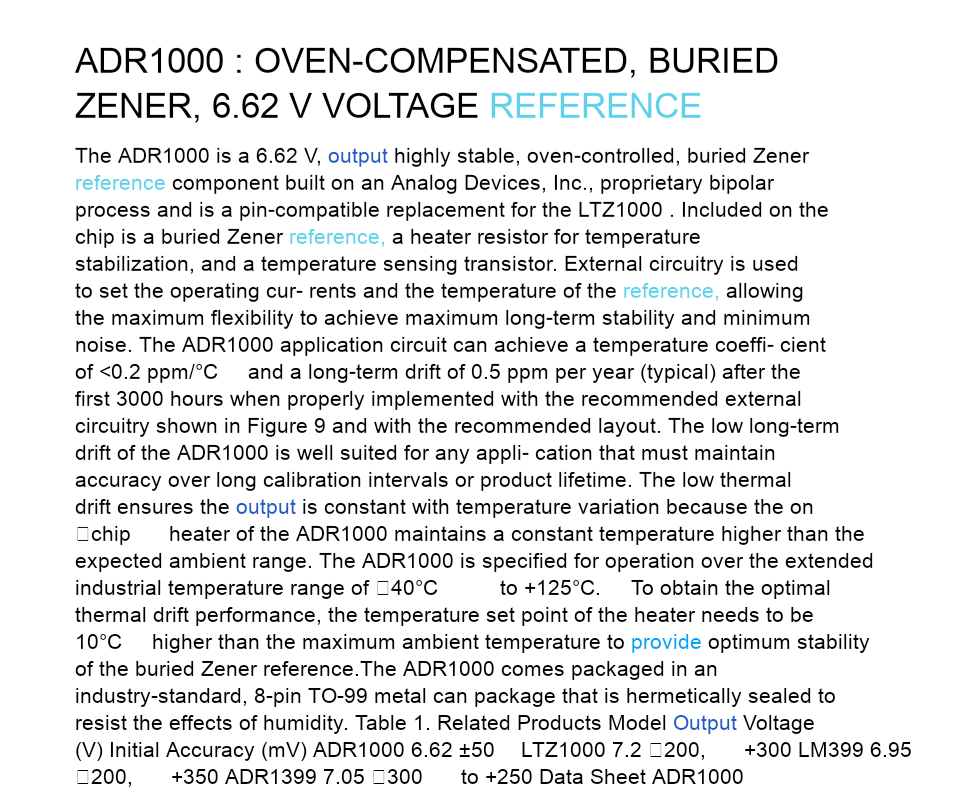 ADR1000 : OVEN-COMPENSATED, BURIED
ZENER, 6.62 V VOLTAGE REFERENCE
The ADR1000 is a 6.62 V, output highly stable, oven-controlled, buried Zener
reference component built on an Analog Devices, Inc., proprietary bipolar
process and is a pin-compatible replacement for the LTZ1000 . Included on the
chip is a buried Zener reference, a heater resistor for temperature
stabilization, and a temperature sensing transistor. External circuitry is used
to set the operating cur- rents and the temperature of the reference, allowing
the maximum flexibility to achieve maximum long-term stability and minimum
noise. The ADR1000 application circuit can achieve a temperature coeffi- cient
of <0.2 ppm/°C and a long-term drift of 0.5 ppm per year (typical) after the
first 3000 hours when properly implemented with the recommended external
circuitry shown in Figure 9 and with the recommended layout. The low long-term
drift of the ADR1000 is well suited for any appli- cation that must maintain
accuracy over long calibration intervals or product lifetime. The low thermal
drift ensures the output is constant with temperature variation because the on
□chip heater of the ADR1000 maintains a constant temperature higher than the
expected ambient range. The ADR1000 is specified for operation over the extended
industrial temperature range of □40°C to +125°C. To obtain the optimal
thermal drift performance, the temperature set point of the heater needs to be
10°C higher than the maximum ambient temperature to provide optimum stability
of the buried Zener reference.The ADR1000 comes packaged in an
industry-standard, 8-pin TO-99 metal can package that is hermetically sealed to
resist the effects of humidity. Table 1. Related Products Model Output Voltage
(V) Initial Accuracy (mV) ADR1000 6.62 ±50 LTZ1000 7.2 □200, +300 LM399 6.95
□200, +350 ADR1399 7.05 □300 to +250 Data Sheet ADR1000